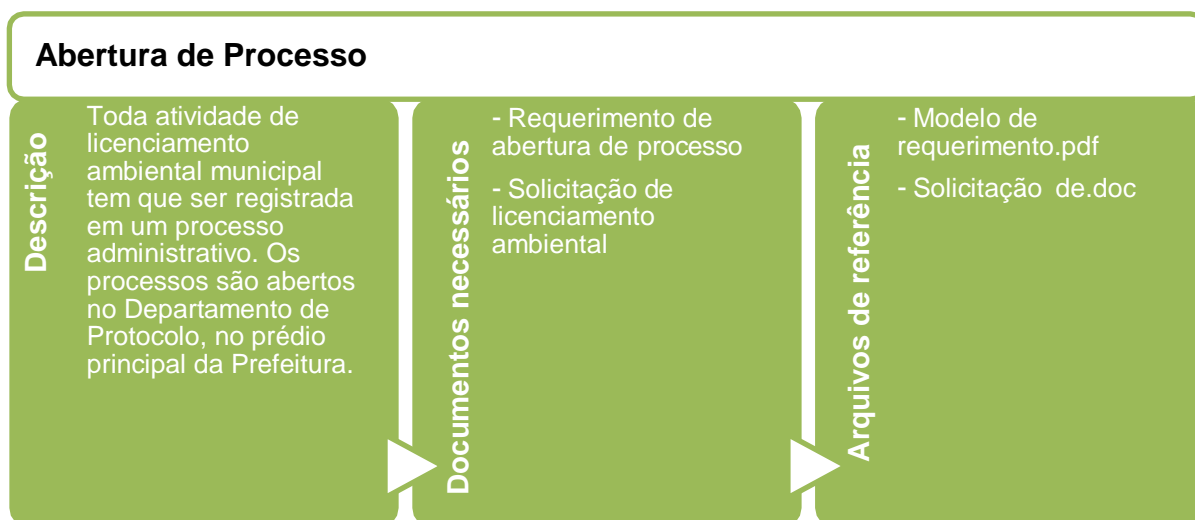 Abertura de Processo
Descrição
Toda atividade de
licenciamento
ambiental municipal
tem que ser registrada
em um processo
administrativo. Os
processos são abertos
no Departamento de
Protocolo, no prédio
principal da Prefeitura.
Documentos necessários
- Requerimento de
abertura de processo
- Solicitação de
licenciamento
ambiental
Arquivos de referência
- Modelo de
requerimento.pdf
- Solicitação de.doc